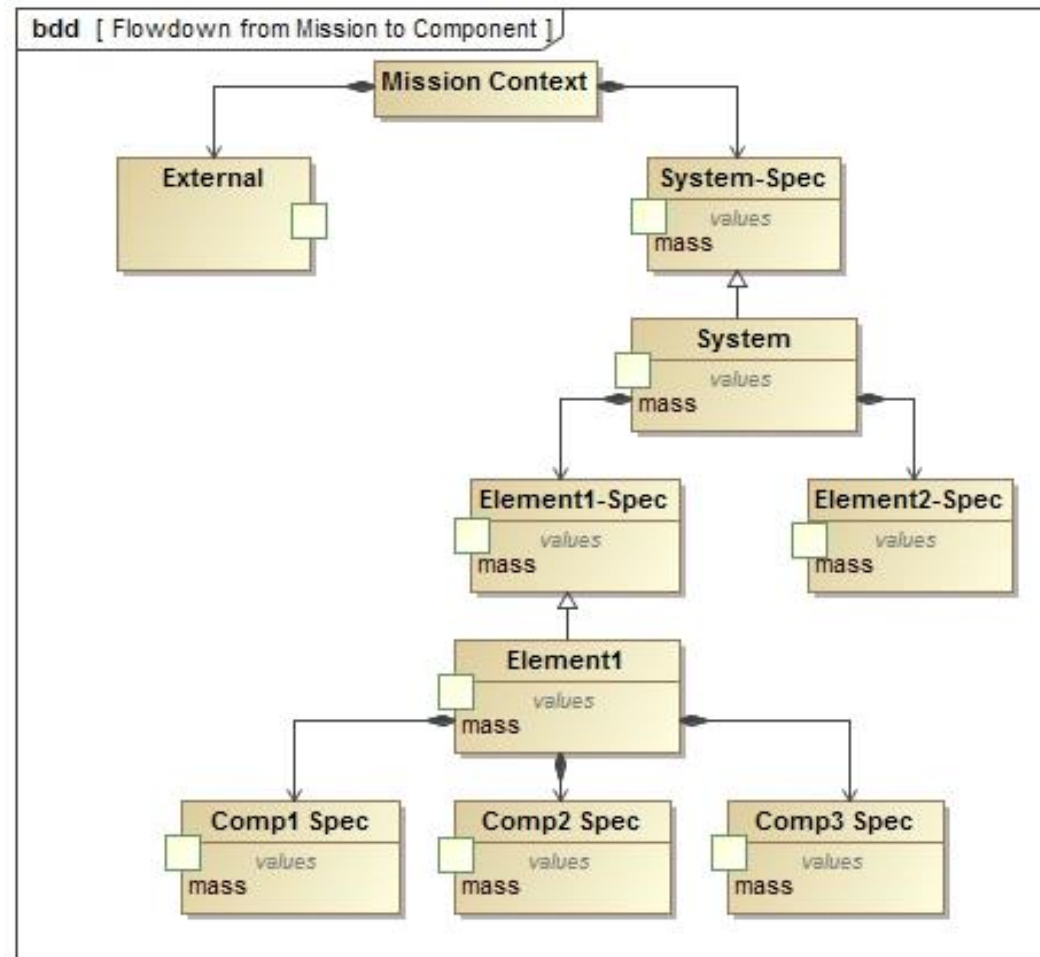 bdd [ Flowdown from Mission to Component ]
Mission Context
External
System-Spec
values
mass
System
values
mass
Element1-Spec
values
mass
Element2-Spec
values
mass
Element1
values
mass
Comp1 Spec
values
mass
Comp2 Spec
values
mass
Comp3 Spec
values
mass